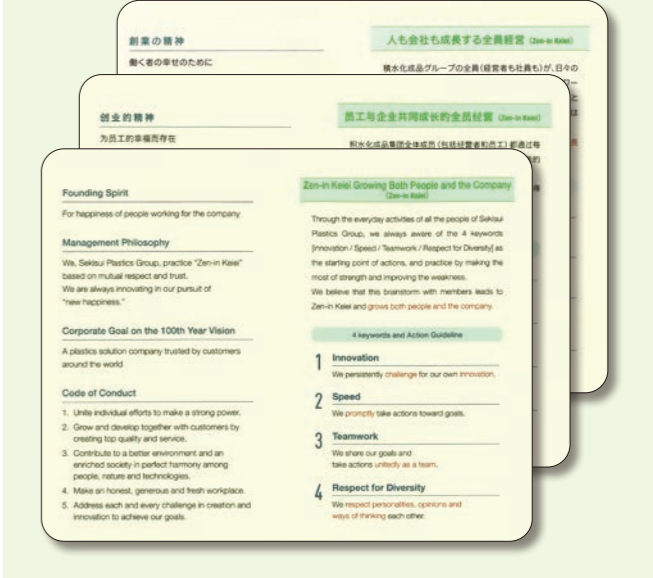 創業の精神
働く者の幸せのために
人も会社も成長する全員経営 (Zen-in Keiei)
積水化成品グループの全員(経営者も社員も)が、日々の
创业的精神
为员工的幸福而存在
员工与企业共同成长的全员经营 (Zen-in Keiei)
积水化成品集团全体成员(包括经营者和员工)都通过每
Founding Spirit
For happiness of people working for the company
Management Philosophy
We, Sekisui Plastics Group, practice "Zen-in Keiei"
based on mutual respect and trust.
We are always innovating in our pursuit of
"new happiness."
Corporate Goal on the 100th Year Vision
A plastics solution company trusted by customers
around the world
Code of Conduct
1. Unite individual efforts to make a strong power.
2. Grow and develop together with customers by
creating top quality and service.
3. Contribute to a better environment and an
enriched society in perfect harmony among
people, nature and technologies.
4. Make an honest, generous and fresh workplace.
5. Address each and every challenge in creation and
innovation to achieve our goals.
Zen-in Keiei Growing Both People and the Company
(Zen-in Keiei)
Through the everyday activities of all the people of Sekisui
Plastics Group, we always aware of the 4 keywords
[Innovation / Speed / Teamwork / Respect for Diversity] as
the starting point of actions, and practice by making the
most of strength and improving the weakness.
We believe that this brainstorm with members leads to
Zen-in Keiei and grows both people and the company.
4 keywords and Action Guideline
1 Innovation
We persistently challenge for our own innovation.
2 Speed
We promptly take actions toward goals.
3 Teamwork
We share our goals and
take actions unitedly as a team.
4 Respect for Diversity
We respect personalities, opinions and
ways of thinking each other.